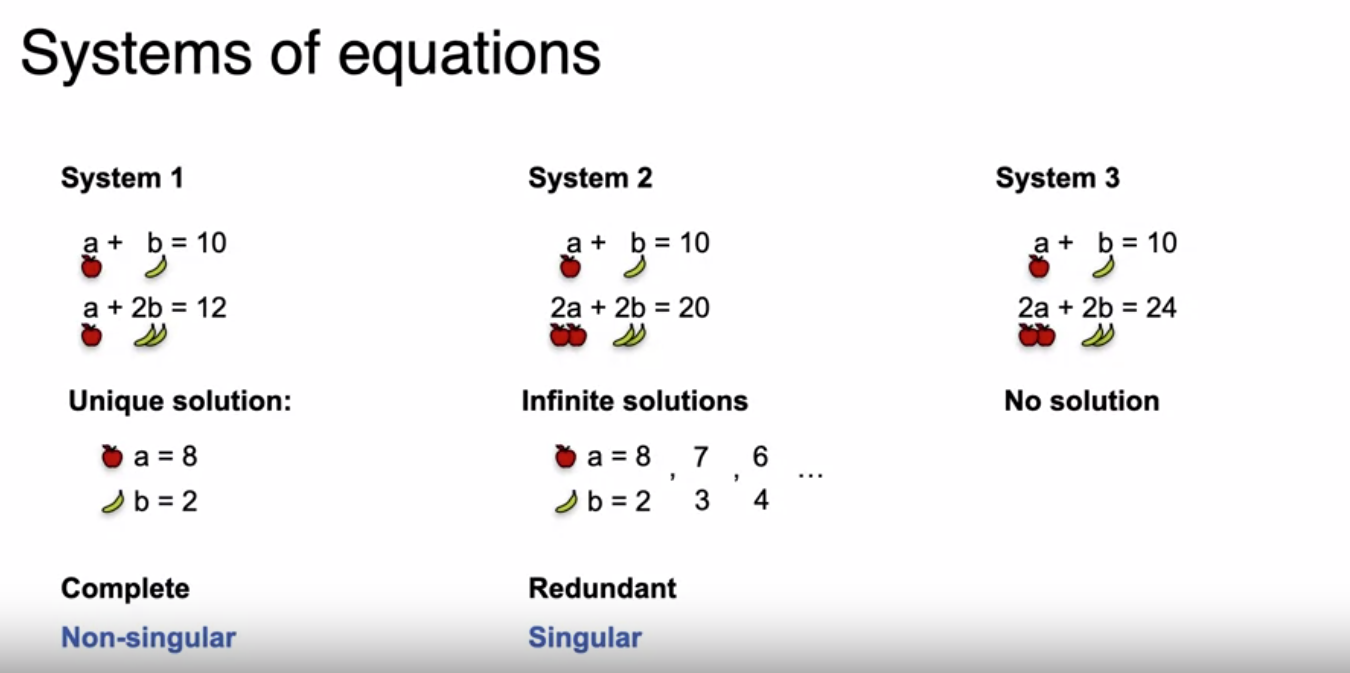 Systems of equations
System 1
a + b = 10
a + 2b = 12
Unique solution:
a = 8
b = 2
Complete
Non-singular
System 2
a + b = 10
2a + 2b = 20
Infinite solutions
a = 8 , 7 , 6 ...
b = 2 3 4
Redundant
Singular
System 3
a + b = 10
2a + 2b = 24
No solution